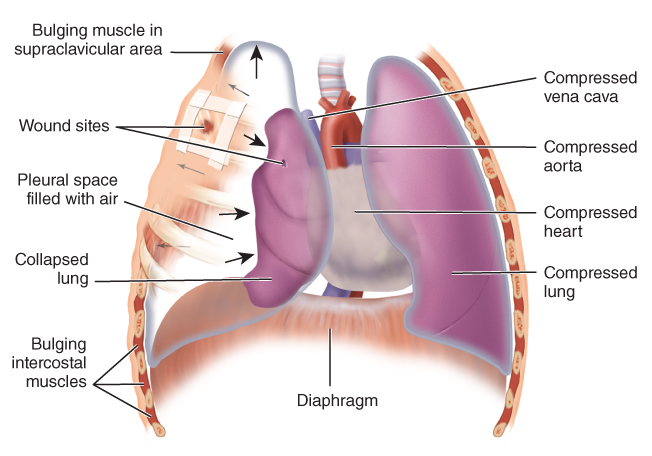 Bulging muscle in
supraclavicular area
Wound sites
Pleural space
filled with air
Collapsed
lung
Bulging
intercostal
muscles
Diaphragm
Compressed
vena cava
Compressed
aorta
Compressed
heart
Compressed
lung